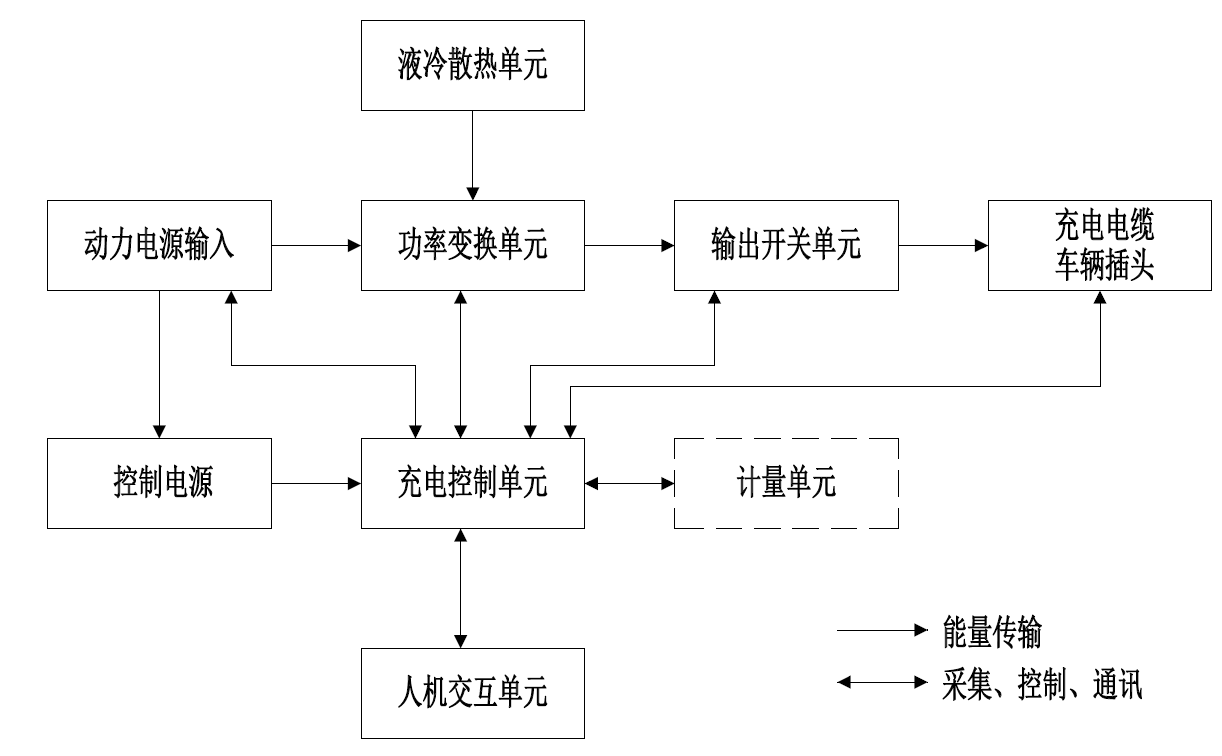 液冷散热单元
动力电源输入
功率变换单元
输出开关单元
充电电缆
车辆插头
控制电源
充电控制单元
计量单元
人机交互单元
能量传输
采集、控制、通讯